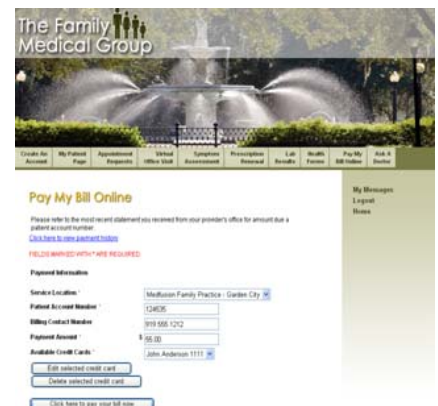 The Family
Medical Group
Create An Account
My Patient Page
Appointment Requests
Virtual Office Visit
Symptom Assessment
Prescription Renewal
Lab Results
Health Forms
Pay My Bill Online
Ask A Doctor
My Messages
Logout
Home
Pay My Bill Online
Please refer to the most recent statement you received from your provider's office for amount due a
patient account number.
Click here to view payment history
FIELDS MARKED WITH * ARE REQUIRED.
Payment Information
Service Location * Medfusion Family Practice - Garden City
Patient Account Number * 124635
Billing Contact Number 919 555 1212
Payment Amount * $ 55.00
Available Credit Cards * John Anderson 1111
Edit selected credit card
Delete selected credit card
Click here to pay your bill now